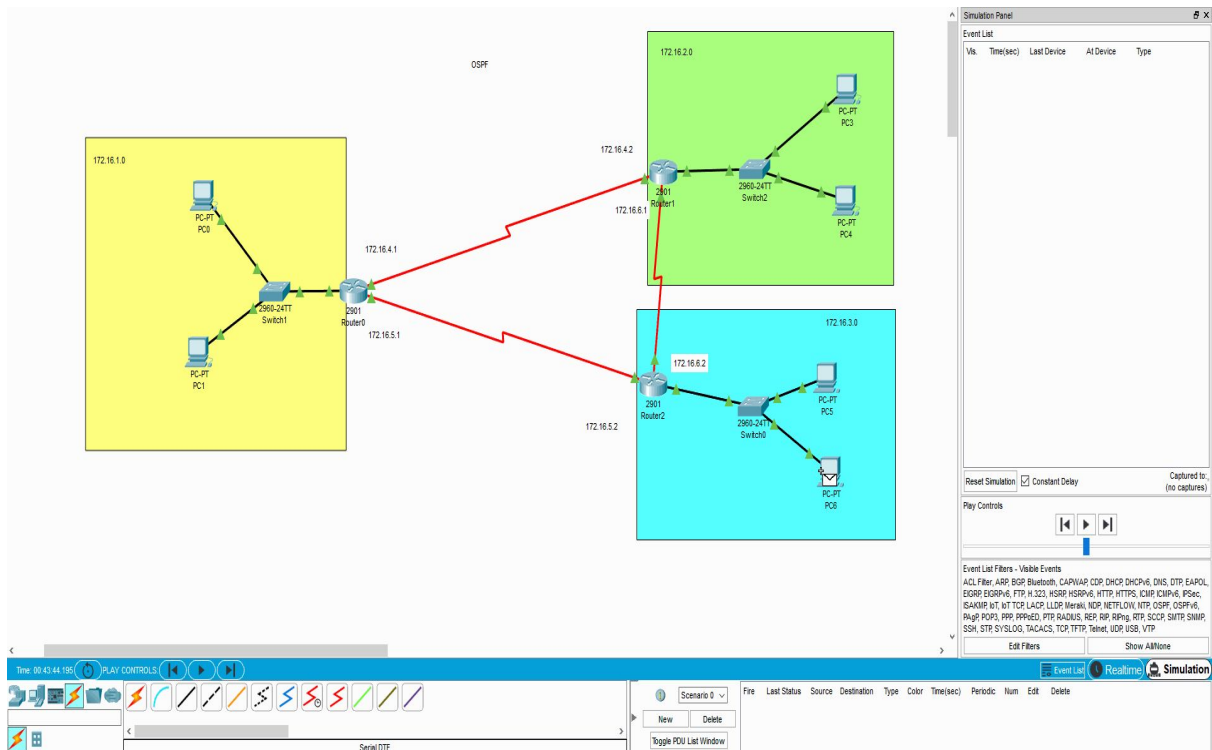 OSPF
172.16.1.0
PC-PT
PC0
2960-24TT
Switch1
PC-PT
PC1
2901
Router0
172.16.4.1
172.16.5.1
172.16.2.0
172.16.4.2
172.16.6.1
2901
Router1
2960-24TT
Switch2
PC-PT
PC3
PC-PT
PC4
172.16.3.0
172.16.6.2
172.16.5.2
2901
Router2
2960-24TT
Switch0
PC-PT
PC5
PC-PT
PC6
Simulation Panel
Event List
Vis. Time(sec) Last Device At Device Type
Reset Simulation Constant Delay
Captured to:
(no captures)
Play Controls
Event List Filters - Visible Events
ACL Filter, ARP, BGP, Bluetooth, CAPWAP, CDP, DHCP, DHCPv6, DNS, DTP, EAPOL,
EIGRP, EIGRPv6, FTP, H.323, HSRP, HSRPv6, HTTP, HTTPS, ICMP, ICMPv6, IPSec,
ISAKMP, IoT, IoT TCP, LACP, LLDP, Meraki, NDP, NETFLOW, NTP, OSPF, OSPFv6,
PAgP, POP3, PPP, PPPoED, PTP, RADIUS, REP, RIP, RIPng, RTP, SCCP, SMTP, SNMP,
SSH, STP, SYSLOG, TACACS, TCP, TFTP, Telnet, UDP, USB, VTP
Edit Filters Show All/None
Time: 00:43:44.195 PLAY CONTROLS:
Event List Realtime Simulation
Serial DTE
Scenario 0
New Delete
Toggle PDU List Window
Fire Last Status Source Destination Type Color Time(sec) Periodic Num Edit Delete